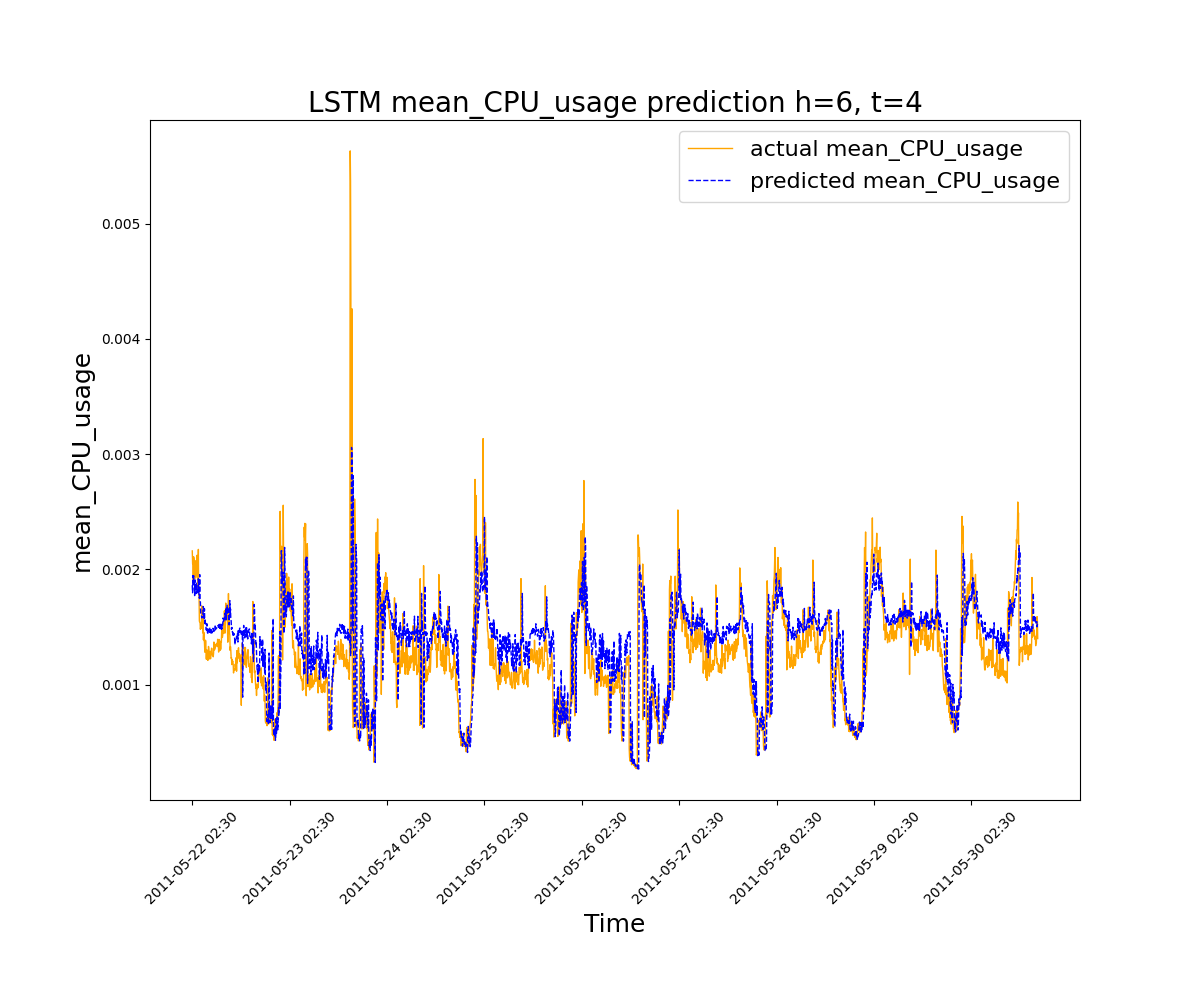 LSTM mean_CPU_usage prediction h=6, t=4
actual mean_CPU_usage
predicted mean_CPU_usage
mean_CPU_usage
0.005
0.004
0.003
0.002
0.001
2011-05-22 02:30
2011-05-23 02:30
2011-05-24 02:30
2011-05-25 02:30
2011-05-26 02:30
2011-05-27 02:30
2011-05-28 02:30
2011-05-29 02:30
2011-05-30 02:30
Time